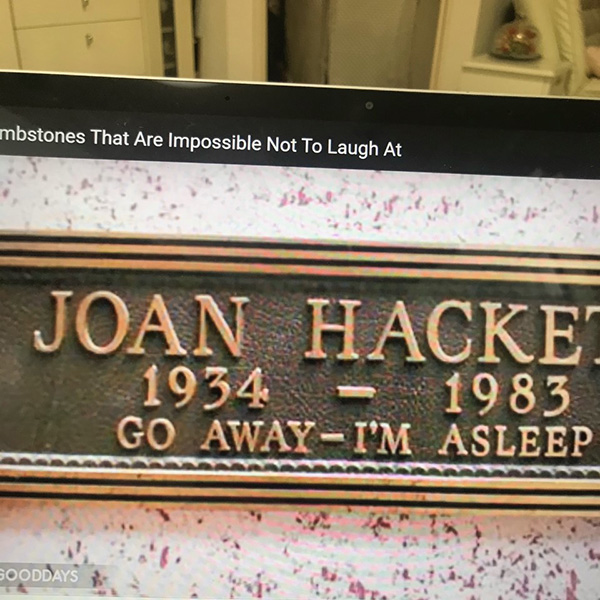 mbstones That Are Impossible Not To Laugh At
JOAN HACKET
1934 - 1983
GO AWAY-I'M ASLEEP
GOODDAYS